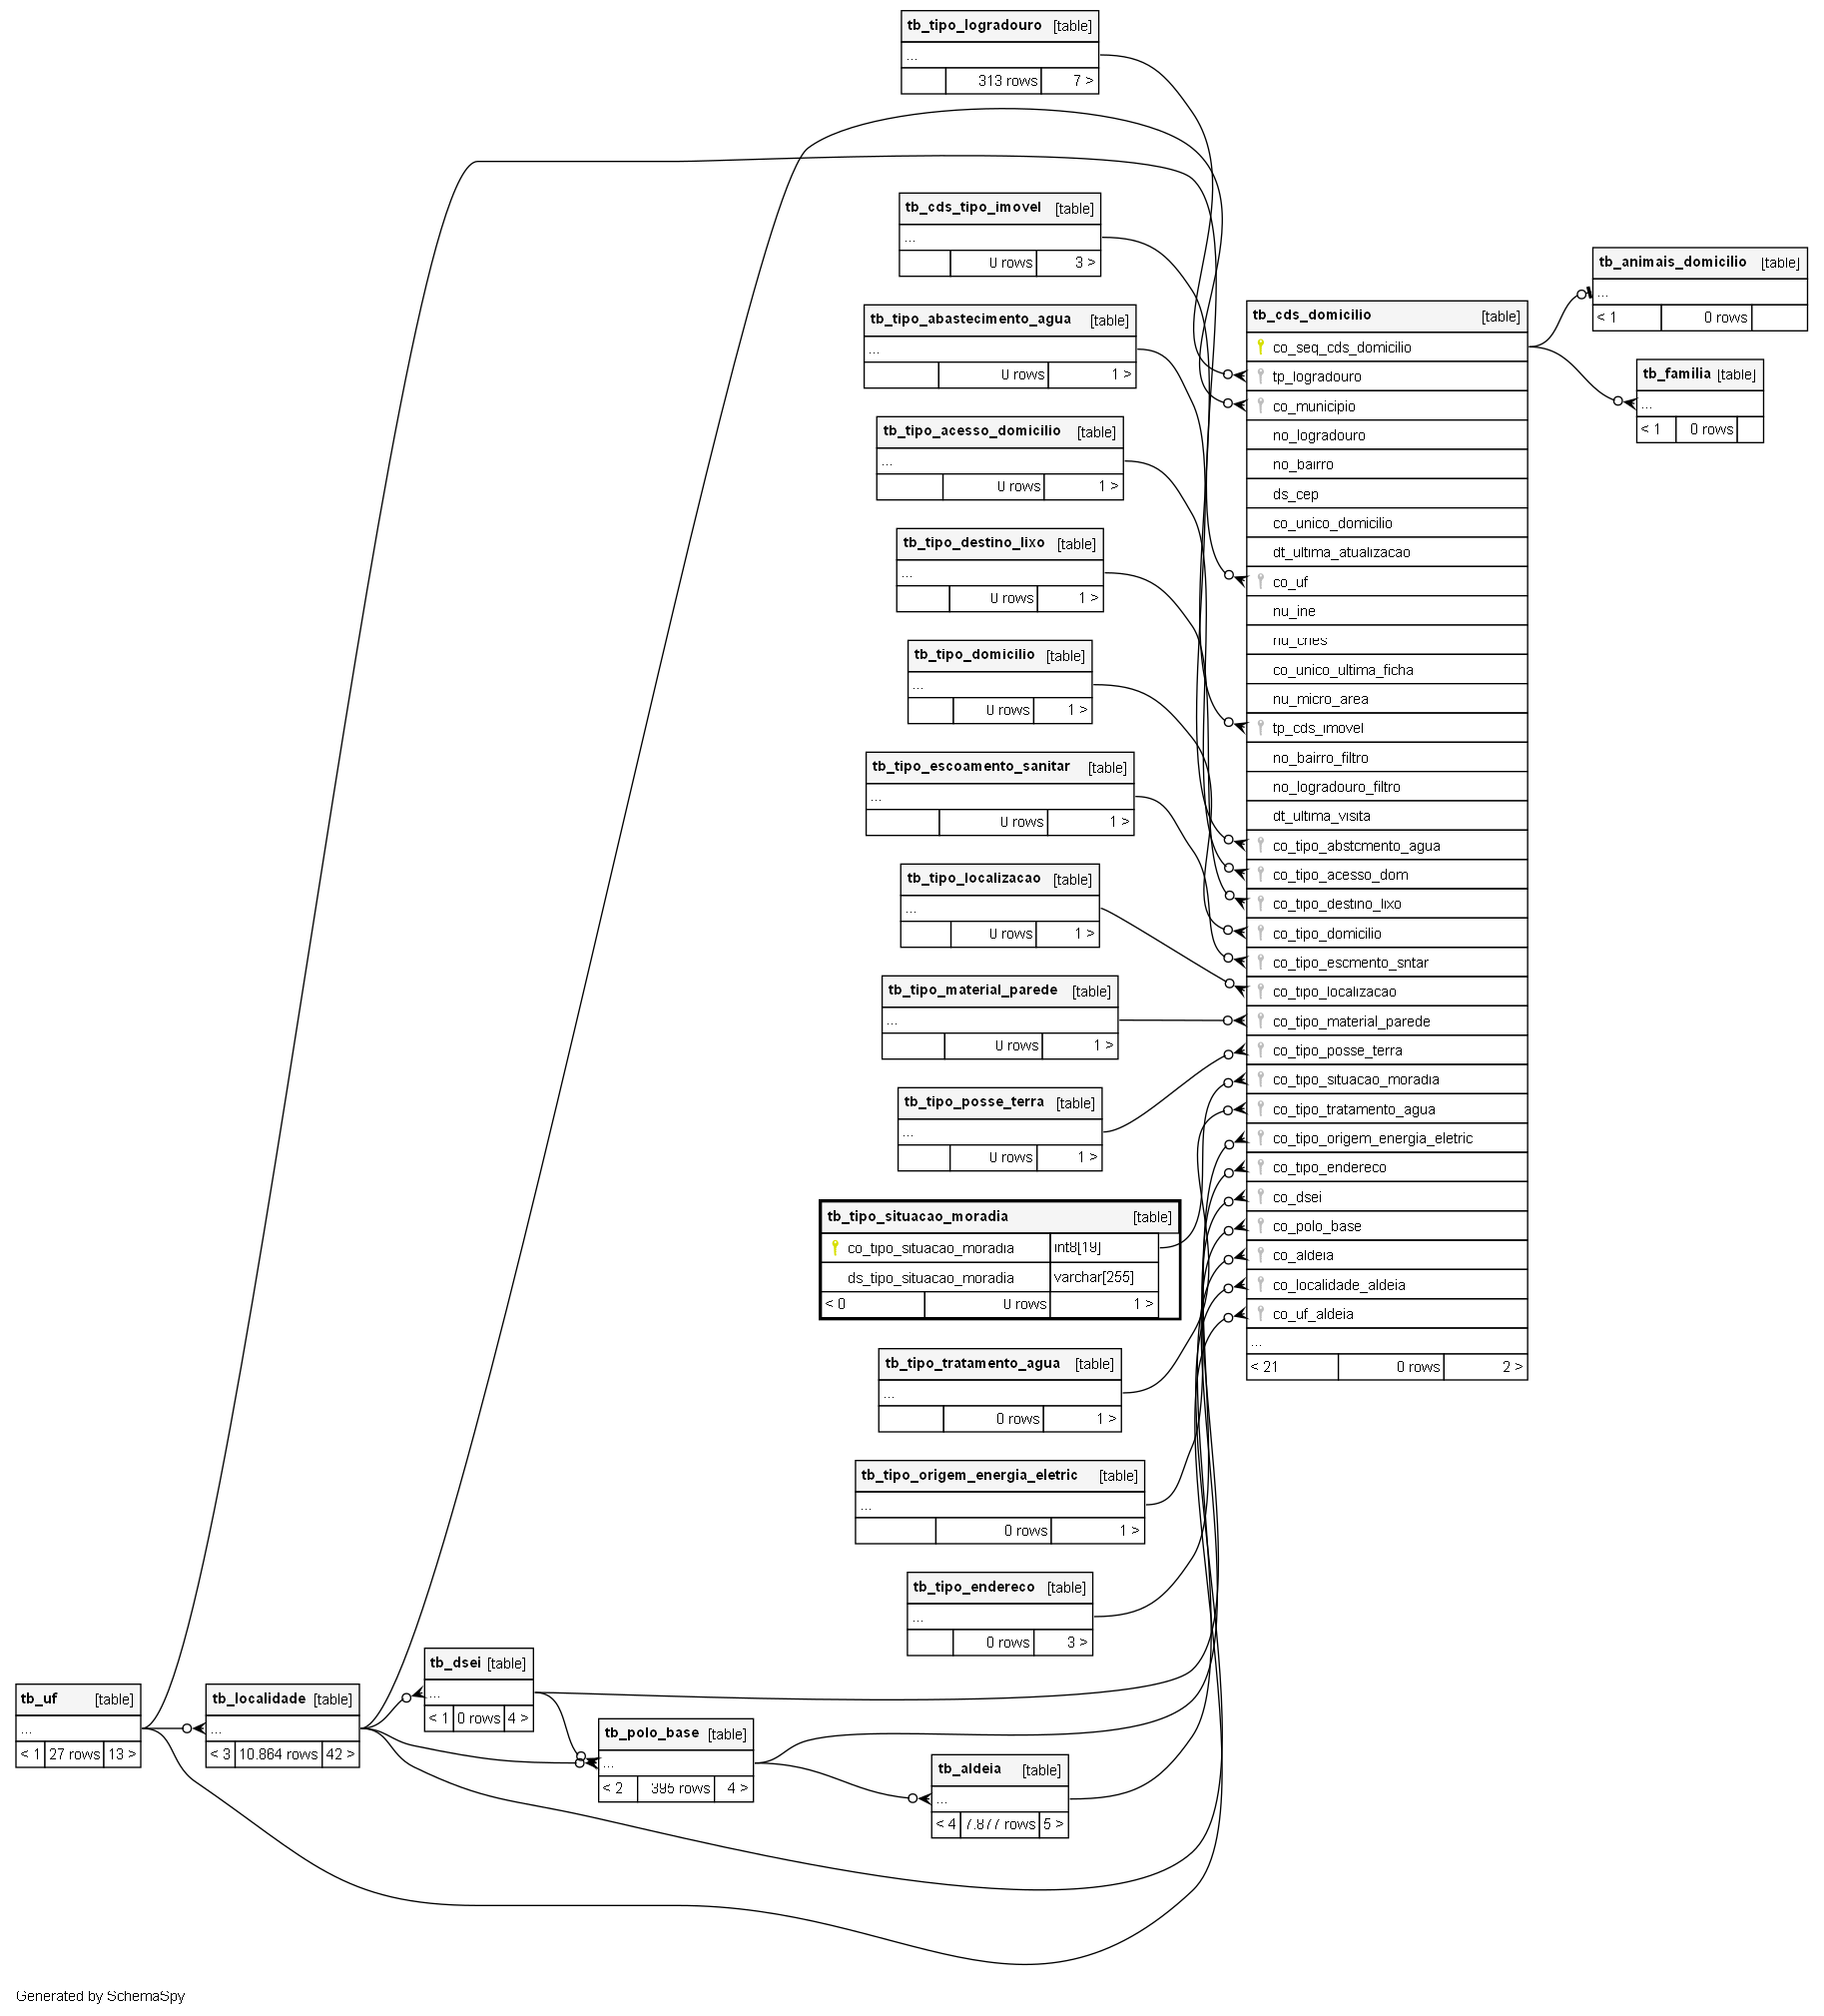 tb_tipo_logradouro [table]
...
313 rows 7 >
tb_cds_tipo_imovel [table]
...
0 rows 3 >
tb_tipo_abastecimento_agua [table]
...
0 rows 1 >
tb_tipo_acesso_domicilio [table]
...
0 rows 1 >
tb_tipo_destino_lixo [table]
...
0 rows 1 >
tb_tipo_domicilio [table]
...
0 rows 1 >
tb_tipo_escoamento_sanitar [table]
...
0 rows 1 >
tb_tipo_localizacao [table]
...
0 rows 1 >
tb_tipo_material_parede [table]
...
0 rows 1 >
tb_tipo_posse_terra [table]
...
0 rows 1 >
tb_tipo_situacao_moradia [table]
co_tipo_situacao_moradia int8[19]
ds_tipo_situacao_moradia varchar[255]
< 0 0 rows 1 >
tb_tipo_tratamento_agua [table]
...
0 rows 1 >
tb_tipo_origem_energia_eletric [table]
...
0 rows 1 >
tb_tipo_endereco [table]
...
0 rows 3 >
tb_uf [table]
...
< 1 27 rows 13 >
tb_localidade [table]
...
< 3 10.864 rows 42 >
tb_dsei [table]
...
< 1 0 rows 4 >
tb_polo_base [table]
...
< 2 395 rows 4 >
tb_aldeia [table]
...
< 4 7.877 rows 5 >
tb_cds_domicilio [table]
co_seq_cds_domicilio
tp_logradouro
co_municipio
no_logradouro
no_bairro
ds_cep
co_unico_domicilio
dt_ultima_atualizacao
co_uf
nu_ine
nu_cnes
co_unico_ultima_ficha
nu_micro_area
tp_cds_imovel
no_bairro_filtro
no_logradouro_filtro
dt_ultima_visita
co_tipo_abstcmento_agua
co_tipo_acesso_dom
co_tipo_destino_lixo
co_tipo_domicilio
co_tipo_escmento_sntar
co_tipo_localizacao
co_tipo_material_parede
co_tipo_posse_terra
co_tipo_situacao_moradia
co_tipo_tratamento_agua
co_tipo_origem_energia_eletric
co_tipo_endereco
co_dsei
co_polo_base
co_aldeia
co_localidade_aldeia
co_uf_aldeia
...
< 21 0 rows 2 >
tb_animais_domicilio [table]
...
< 1 0 rows
tb_familia [table]
...
< 1 0 rows
Generated by SchemaSpy